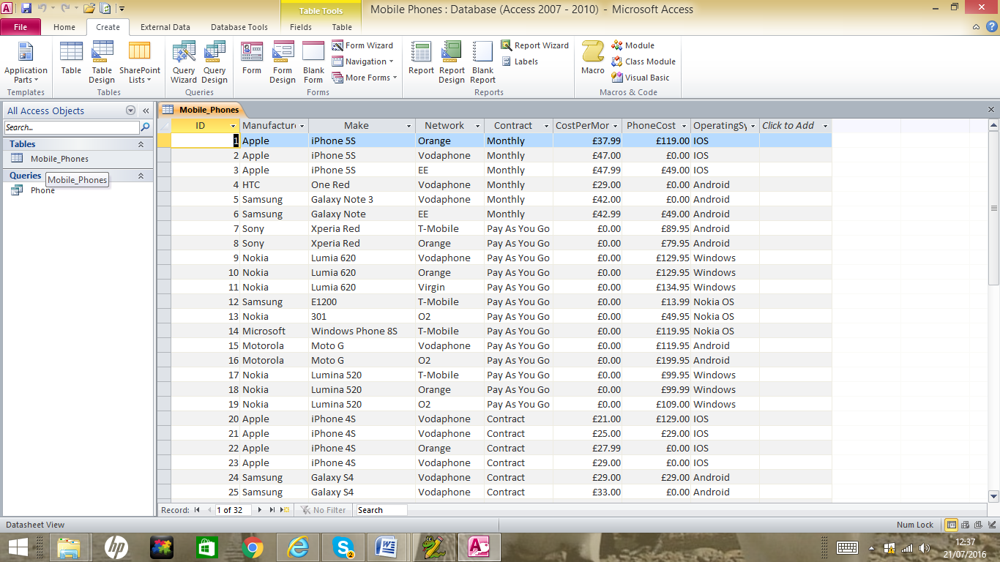 Mobile Phones : Database (Access 2007 - 2010) - Microsoft Access
Table Tools
File Home Create External Data Database Tools Fields Table
Application Parts Table Table Design SharePoint Lists Query Wizard Query Design Form Form Design Blank Form Form Wizard Navigation More Forms Report Report Design Blank Report Report Wizard Labels Macro Module Class Module Visual Basic
Templates Tables Queries Forms Reports Macros & Code
All Access Objects
Search...
Tables
Mobile_Phones
Queries
Mobile_Phones
Phone
Mobile_Phones
ID Manufacture Make Network Contract CostPerMor PhoneCost OperatingSy Click to Add
1 Apple iPhone 5S Orange Monthly £37.99 £119.00 IOS
2 Apple iPhone 5S Vodaphone Monthly £47.00 £0.00 IOS
3 Apple iPhone 5S EE Monthly £47.99 £49.00 IOS
4 HTC One Red Vodaphone Monthly £29.00 £0.00 Android
5 Samsung Galaxy Note 3 Vodaphone Monthly £42.00 £0.00 Android
6 Samsung Galaxy Note EE Monthly £42.99 £49.00 Android
7 Sony Xperia Red T-Mobile Pay As You Go £0.00 £89.95 Android
8 Sony Xperia Red Orange Pay As You Go £0.00 £79.95 Android
9 Nokia Lumia 620 Vodaphone Pay As You Go £0.00 £129.95 Windows
10 Nokia Lumia 620 Orange Pay As You Go £0.00 £129.95 Windows
11 Nokia Lumia 620 Virgin Pay As You Go £0.00 £134.95 Windows
12 Samsung E1200 T-Mobile Pay As You Go £0.00 £13.99 Nokia OS
13 Nokia 301 O2 Pay As You Go £0.00 £49.95 Nokia OS
14 Microsoft Windows Phone 8S T-Mobile Pay As You Go £0.00 £119.95 Nokia OS
15 Motorola Moto G Vodaphone Pay As You Go £0.00 £119.95 Android
16 Motorola Moto G O2 Pay As You Go £0.00 £199.95 Android
17 Nokia Lumina 520 T-Mobile Pay As You Go £0.00 £99.95 Windows
18 Nokia Lumina 520 Orange Pay As You Go £0.00 £99.99 Windows
19 Nokia Lumina 520 O2 Pay As You Go £0.00 £109.00 Windows
20 Apple iPhone 4S Vodaphone Contract £21.00 £129.00 IOS
21 Apple iPhone 4S Vodaphone Contract £25.00 £29.00 IOS
22 Apple iPhone 4S Orange Contract £27.99 £0.00 IOS
23 Apple iPhone 4S Vodaphone Contract £29.00 £0.00 IOS
24 Samsung Galaxy S4 Vodaphone Contract £29.00 £29.00 Android
25 Samsung Galaxy S4 Vodaphone Contract £33.00 £0.00 Android
Record: 1 of 32 No Filter Search
Datasheet View Num Lock
hp
2
12:37
21/07/2016